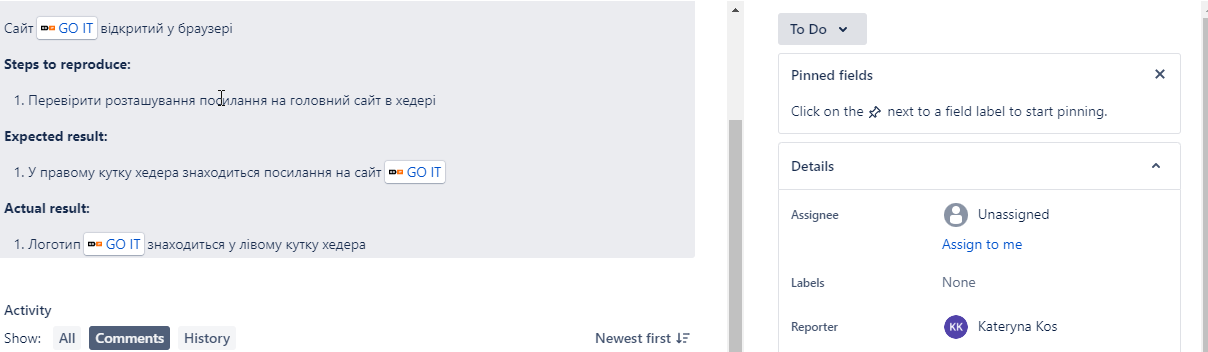 Сайт GO IT відкритий у браузері
Steps to reproduce:
1. Перевірити розташування посилання на головний сайт в хедері
Expected result:
1. У правому кутку хедера знаходиться посилання на сайт GO IT
Actual result:
1. Логотип GO IT знаходиться у лівому кутку хедера
Activity
Show: All Comments History Newest first
To Do
Pinned fields
Click on the next to a field label to start pinning.
Details
Assignee Unassigned
Assign to me
Labels None
Reporter KK Kateryna Kos